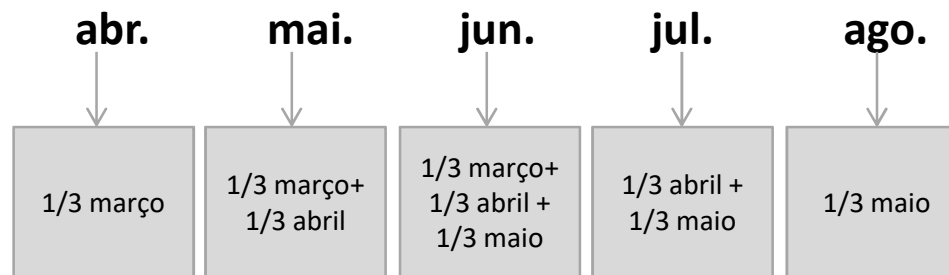 abr. mai. jun. jul. ago.
1/3 março
1/3 março+
1/3 abril
1/3 março+
1/3 abril +
1/3 maio
1/3 abril +
1/3 maio
1/3 maio